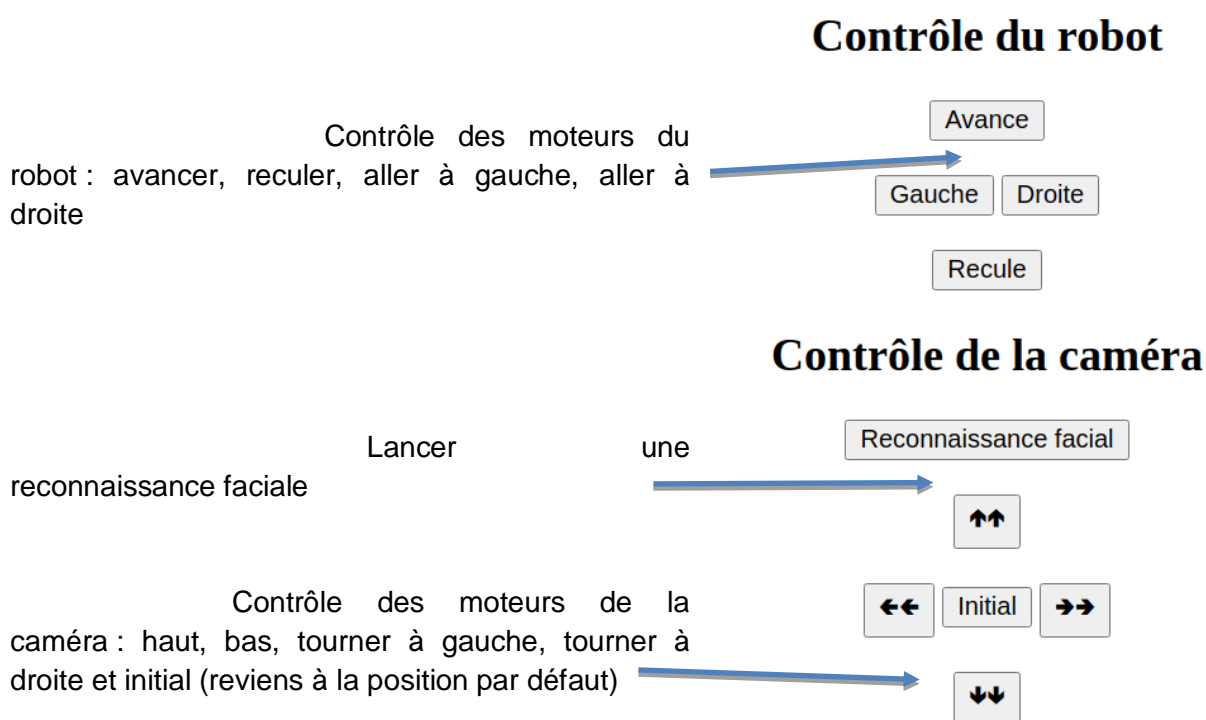 Contrôle du robot
Avance
Contrôle des moteurs du
robot : avancer, reculer, aller à gauche, aller à
droite
Gauche Droite
Recule
Contrôle de la caméra
Reconnaissance facial
Lancer une
reconnaissance faciale
🡹🡹
Contrôle des moteurs de la
caméra : haut, bas, tourner à gauche, tourner à
droite et initial (reviens à la position par défaut)
🡸🡸 Initial 🡺🡺
🡻🡻